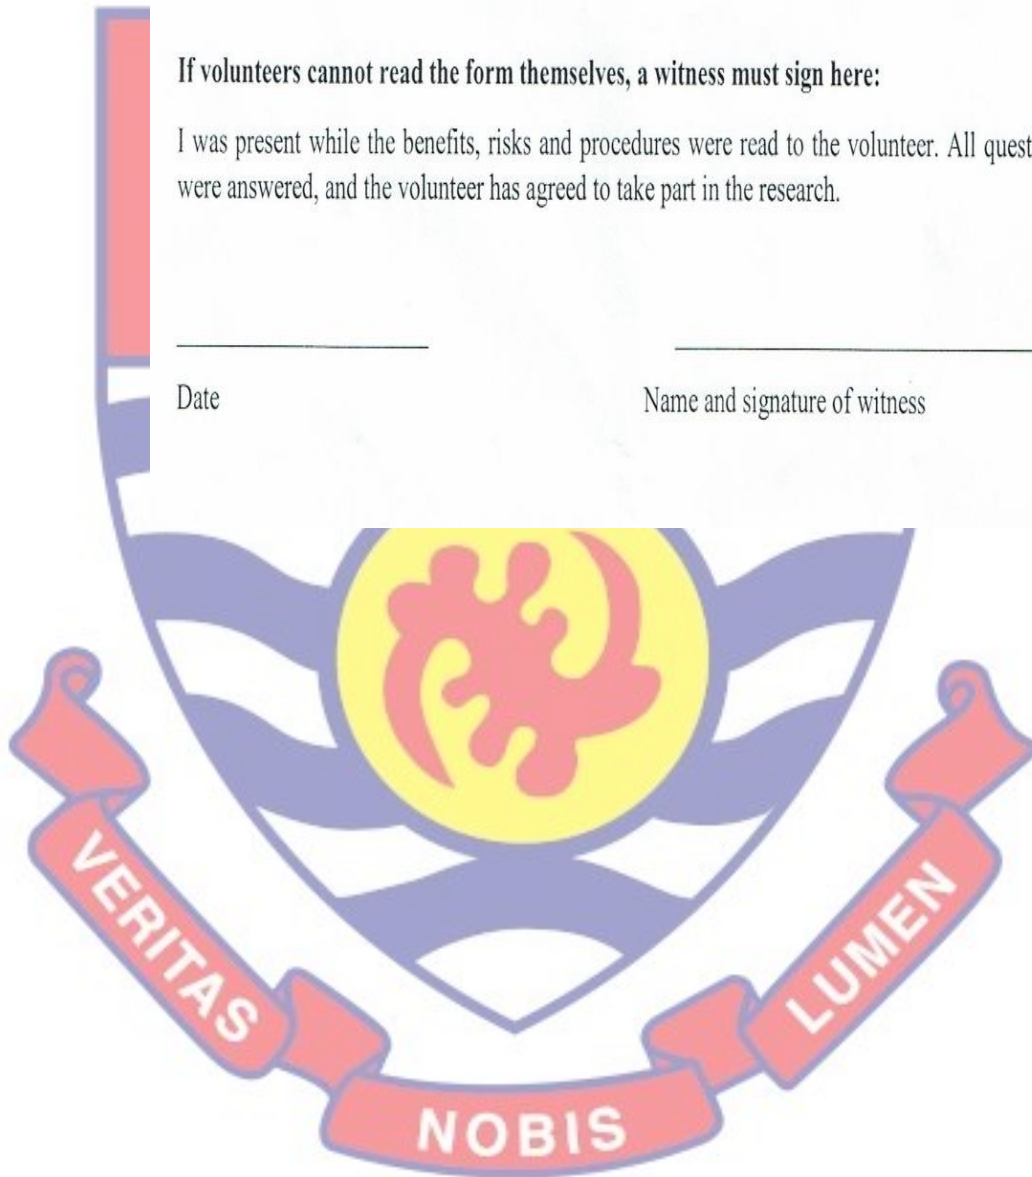 If volunteers cannot read the form themselves, a witness must sign here:
I was present while the benefits, risks and procedures were read to the volunteer. All quest
were answered, and the volunteer has agreed to take part in the research.
Date Name and signature of witness
VERITAS
NOBIS
LUMEN